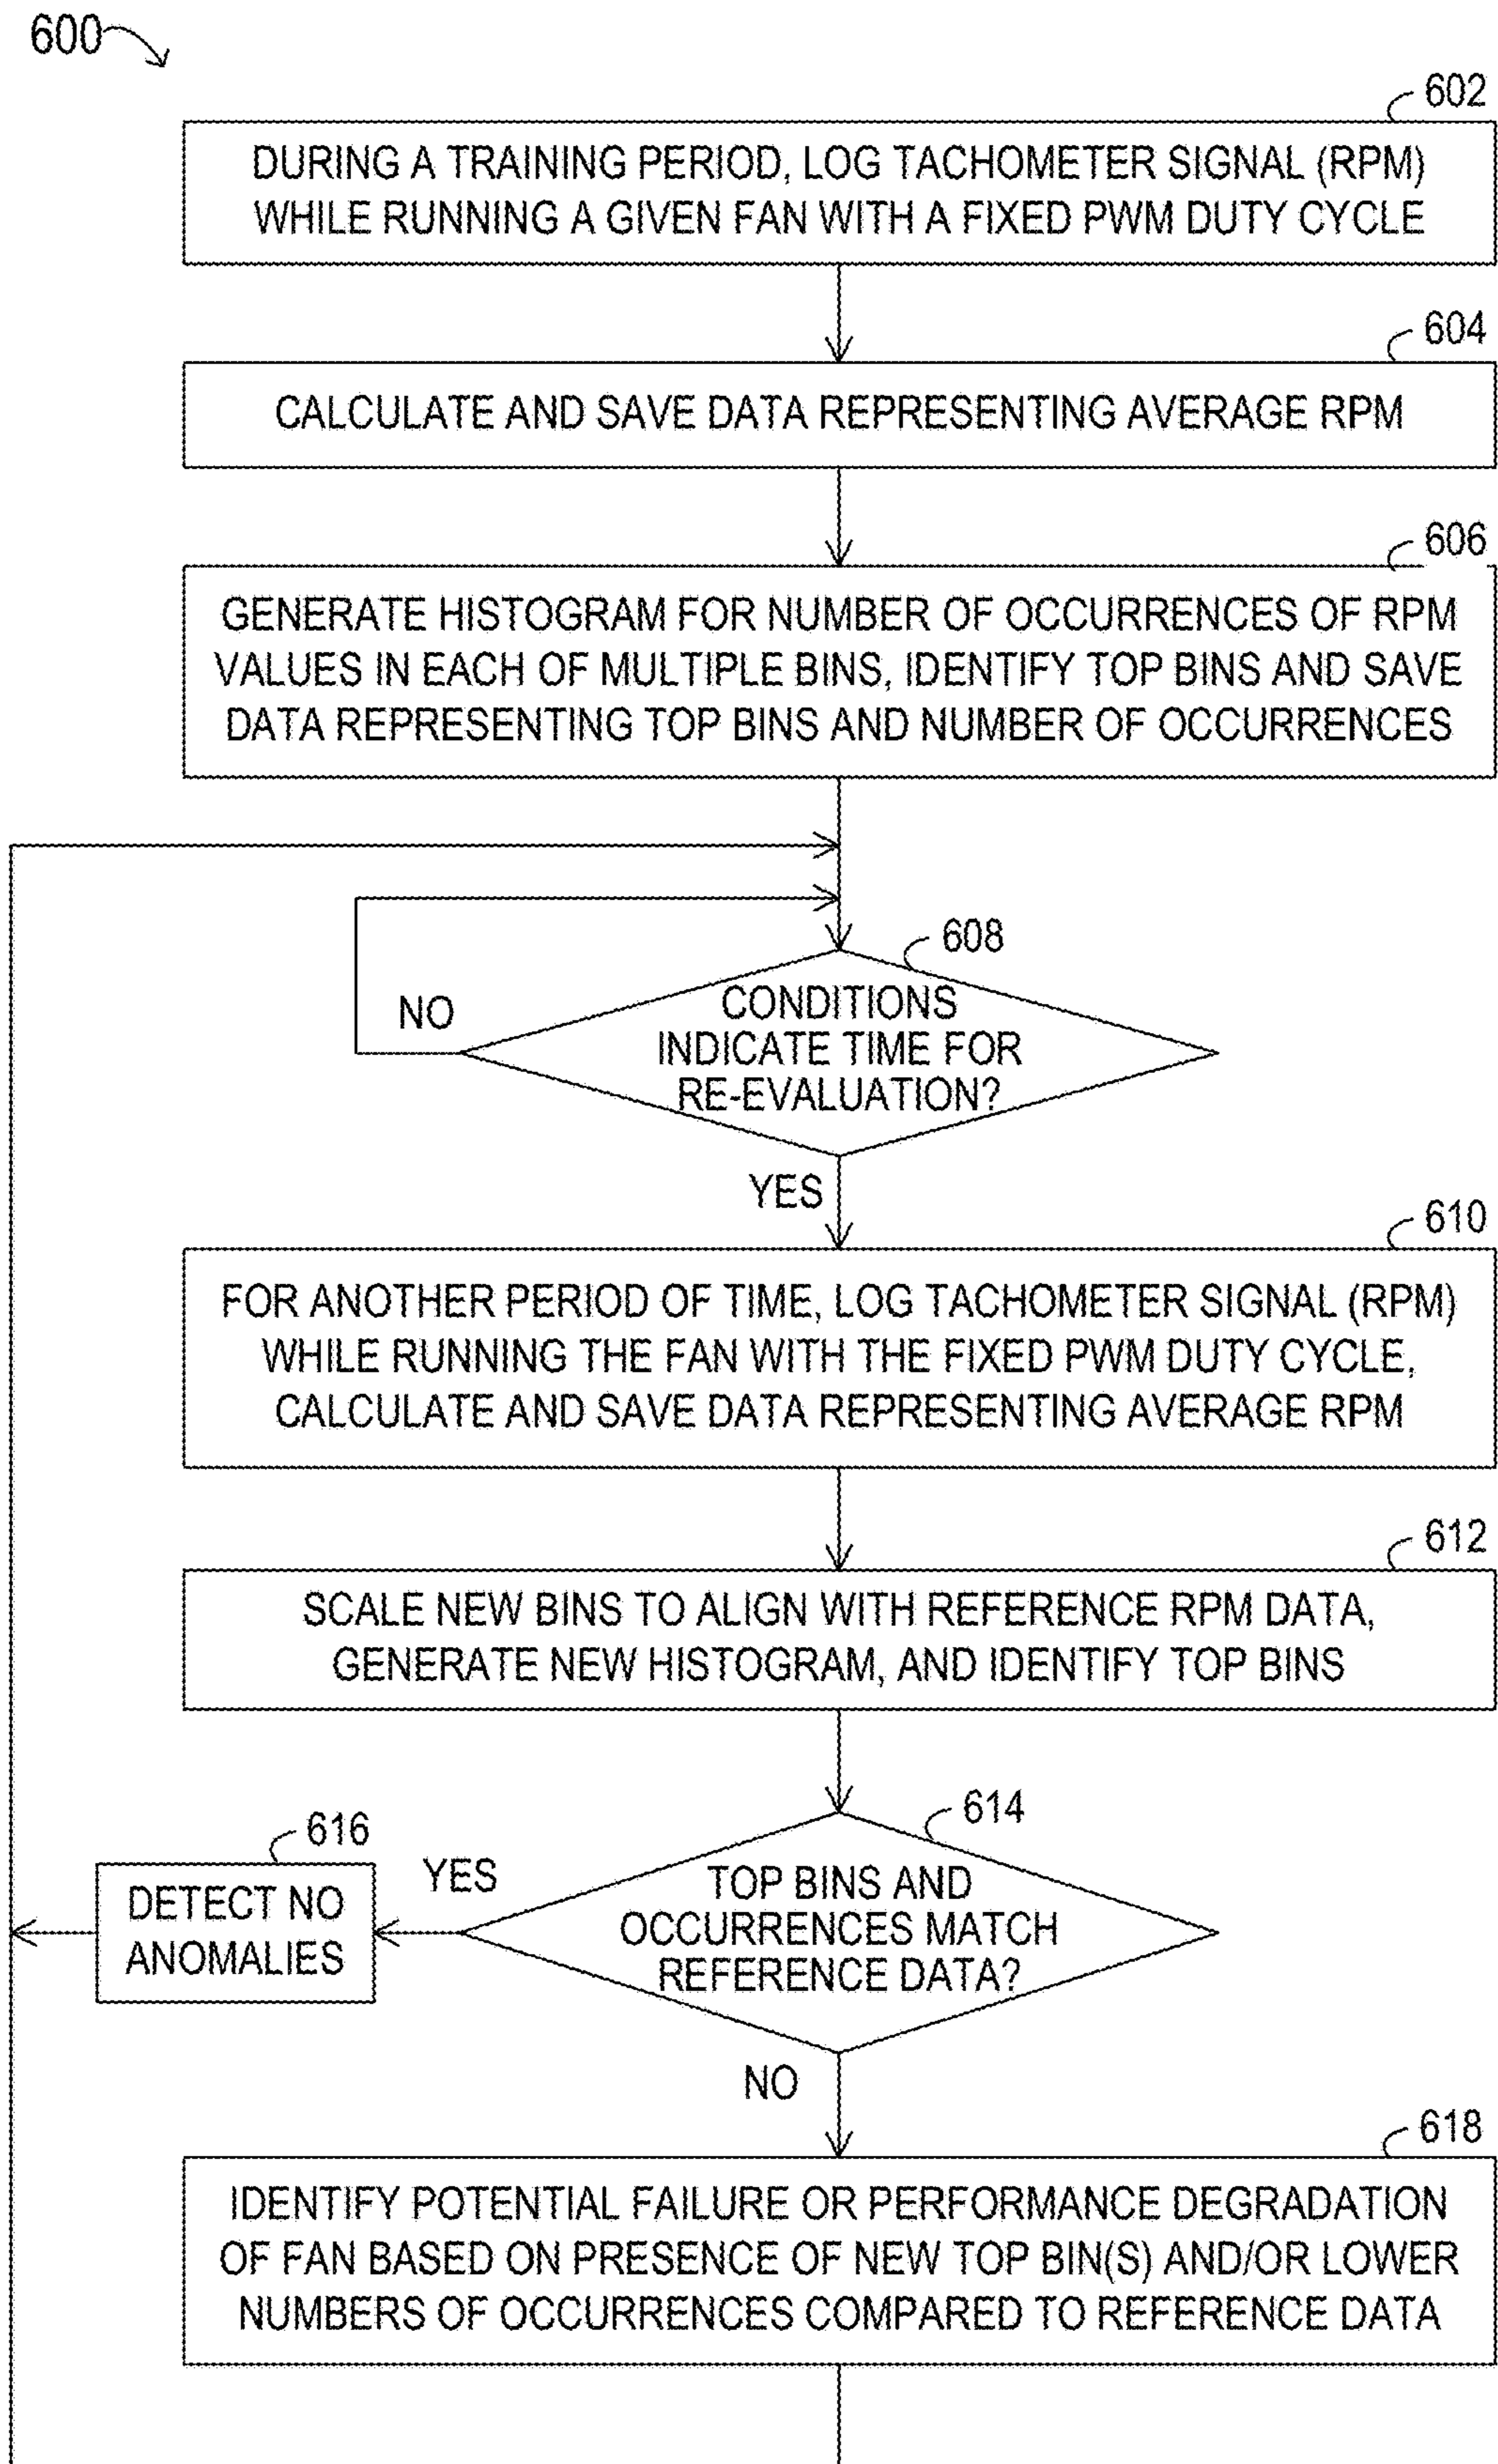 600
602
DURING A TRAINING PERIOD, LOG TACHOMETER SIGNAL (RPM)
WHILE RUNNING A GIVEN FAN WITH A FIXED PWM DUTY CYCLE
604
CALCULATE AND SAVE DATA REPRESENTING AVERAGE RPM
606
GENERATE HISTOGRAM FOR NUMBER OF OCCURRENCES OF RPM
VALUES IN EACH OF MULTIPLE BINS, IDENTIFY TOP BINS AND SAVE
DATA REPRESENTING TOP BINS AND NUMBER OF OCCURRENCES
608
NO
CONDITIONS
INDICATE TIME FOR
RE-EVALUATION?
YES
610
FOR ANOTHER PERIOD OF TIME, LOG TACHOMETER SIGNAL (RPM)
WHILE RUNNING THE FAN WITH THE FIXED PWM DUTY CYCLE,
CALCULATE AND SAVE DATA REPRESENTING AVERAGE RPM
612
SCALE NEW BINS TO ALIGN WITH REFERENCE RPM DATA,
GENERATE NEW HISTOGRAM, AND IDENTIFY TOP BINS
614
TOP BINS AND
OCCURRENCES MATCH
REFERENCE DATA?
YES
616
DETECT NO
ANOMALIES
NO
618
IDENTIFY POTENTIAL FAILURE OR PERFORMANCE DEGRADATION
OF FAN BASED ON PRESENCE OF NEW TOP BIN(S) AND/OR LOWER
NUMBERS OF OCCURRENCES COMPARED TO REFERENCE DATA